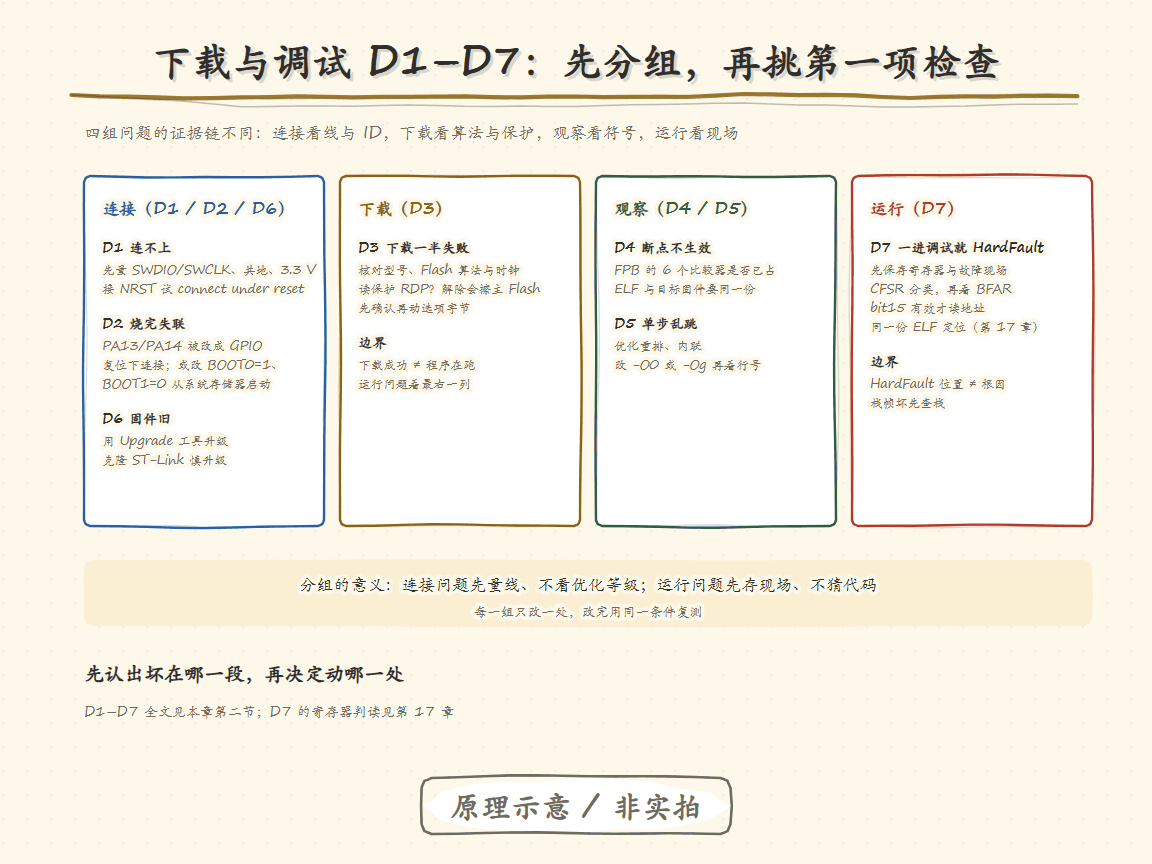 下载与调试 D1—D7：先分组，再挑第一项检查
四组问题的证据链不同：连接看线与 ID，下载看算法与保护，观察看符号，运行看现场
连接（D1 / D2 / D6）
D1 连不上
先量 SWDIO/SWCLK、共地、3.3 V
接 NRST 试 connect under reset
D2 烧完失联
PA13/PA14 被改成 GPIO
复位下连接；或改 BOOT0=1、
BOOT1=0 从系统存储器启动
D6 固件旧
用 Upgrade 工具升级
克隆 ST-Link 慎升级
下载（D3）
D3 下载一半失败
核对型号、Flash 算法与时钟
读保护 RDP？解除会擦主 Flash
先确认再动选项字节
边界
下载成功 ≠ 程序在跑
运行问题看最右一列
观察（D4 / D5）
D4 断点不生效
FPB 的 6 个比较器是否已占
ELF 与目标固件要同一份
D5 单步乱跳
优化重排、内联
改 -O0 或 -Og 再看行号
运行（D7）
D7 一进调试就 HardFault
先保存寄存器与故障现场
CFSR 分类，再看 BFAR
bit15 有效才读地址
同一份 ELF 定位（第 17 章）
边界
HardFault 位置 ≠ 根因
栈帧坏先查栈
分组的意义：连接问题先量线、不看优化等级；运行问题先存现场、不猜代码
每一组只改一处，改完用同一条件复测
先认出坏在哪一段，再决定动哪一处
D1—D7 全文见本章第二节；D7 的寄存器判读见第 17 章
原理示意 / 非实拍